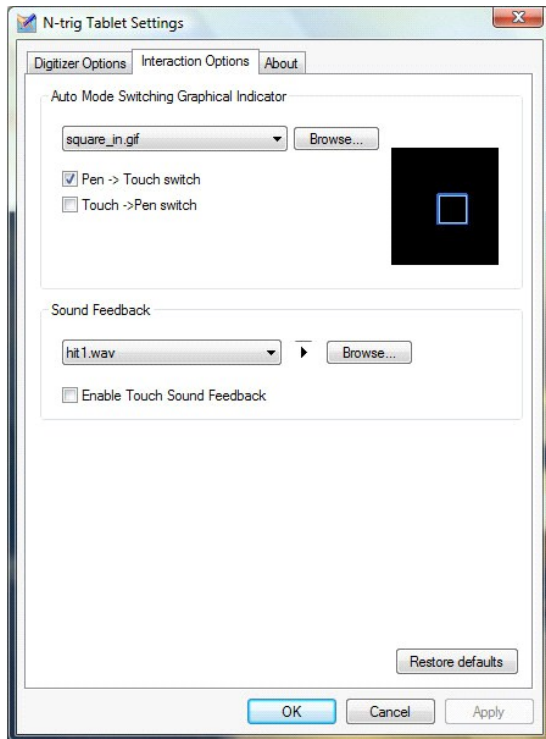 N-trig Tablet Settings
Digitizer Options Interaction Options About
Auto Mode Switching Graphical Indicator
square_in.gif Browse...
Pen -> Touch switch
Touch ->Pen switch
Sound Feedback
hit1.wav Browse...
Enable Touch Sound Feedback
Restore defaults
OK Cancel Apply